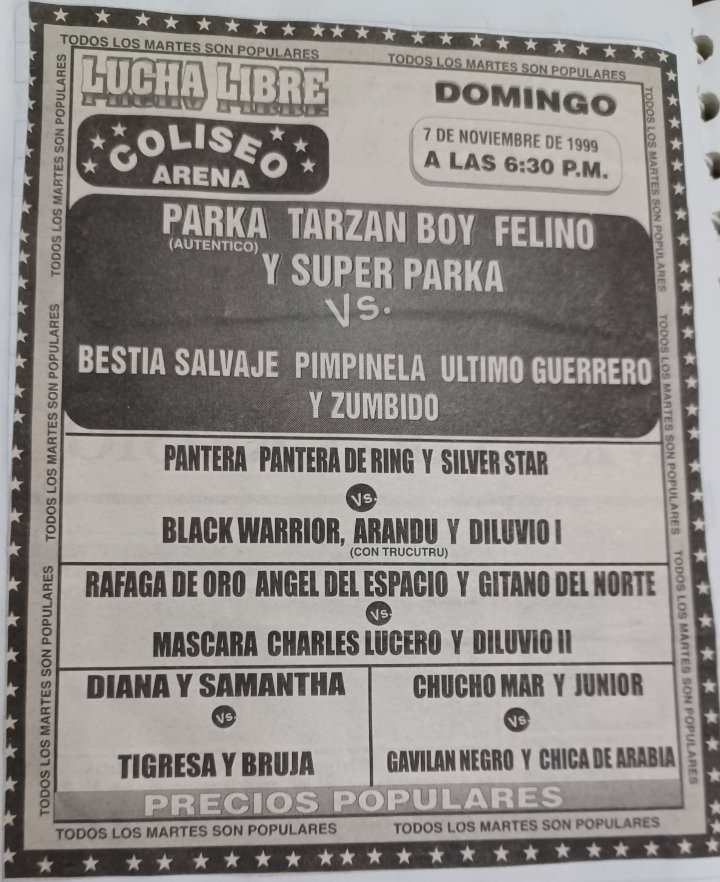 TODOS LOS MARTES SON POPULARES
TODOS LOS MARTES SON POPULARES
LUCHA LIBRE
COLISEO
ARENA
DOMINGO
7 DE NOVIEMBRE DE 1999
A LAS 6:30 P.M.
PARKA TARZAN BOY FELINO
(AUTENTICO)
Y SUPER PARKA
VS.
BESTIA SALVAJE PIMPINELA ULTIMO GUERRERO
Y ZUMBIDO
PANTERA PANTERA DE RING Y SILVER STAR
VS.
BLACK WARRIOR, ARANDU Y DILUVIO I
(CON TRUCUTRU)
RAFAGA DE ORO ANGEL DEL ESPACIO Y GITANO DEL NORTE
VS.
MASCARA CHARLES LUCERO Y DILUVIO II
DIANA Y SAMANTHA
VS.
TIGRESA Y BRUJA
CHUCHO MAR Y JUNIOR
VS.
GAVILAN NEGRO Y CHICA DE ARABIA
PRECIOS POPULARES
TODOS LOS MARTES SON POPULARES
TODOS LOS MARTES SON POPULARES
TODOS LOS MARTES SON POPULARES
TODOS LOS MARTES SON POPULARES
TODOS LOS MARTES SON POPULARES
TODOS LOS MARTES SON POPULARES
TODOS LOS MARTES SON POPULARES
TODOS LOS MARTES SON POPULARES